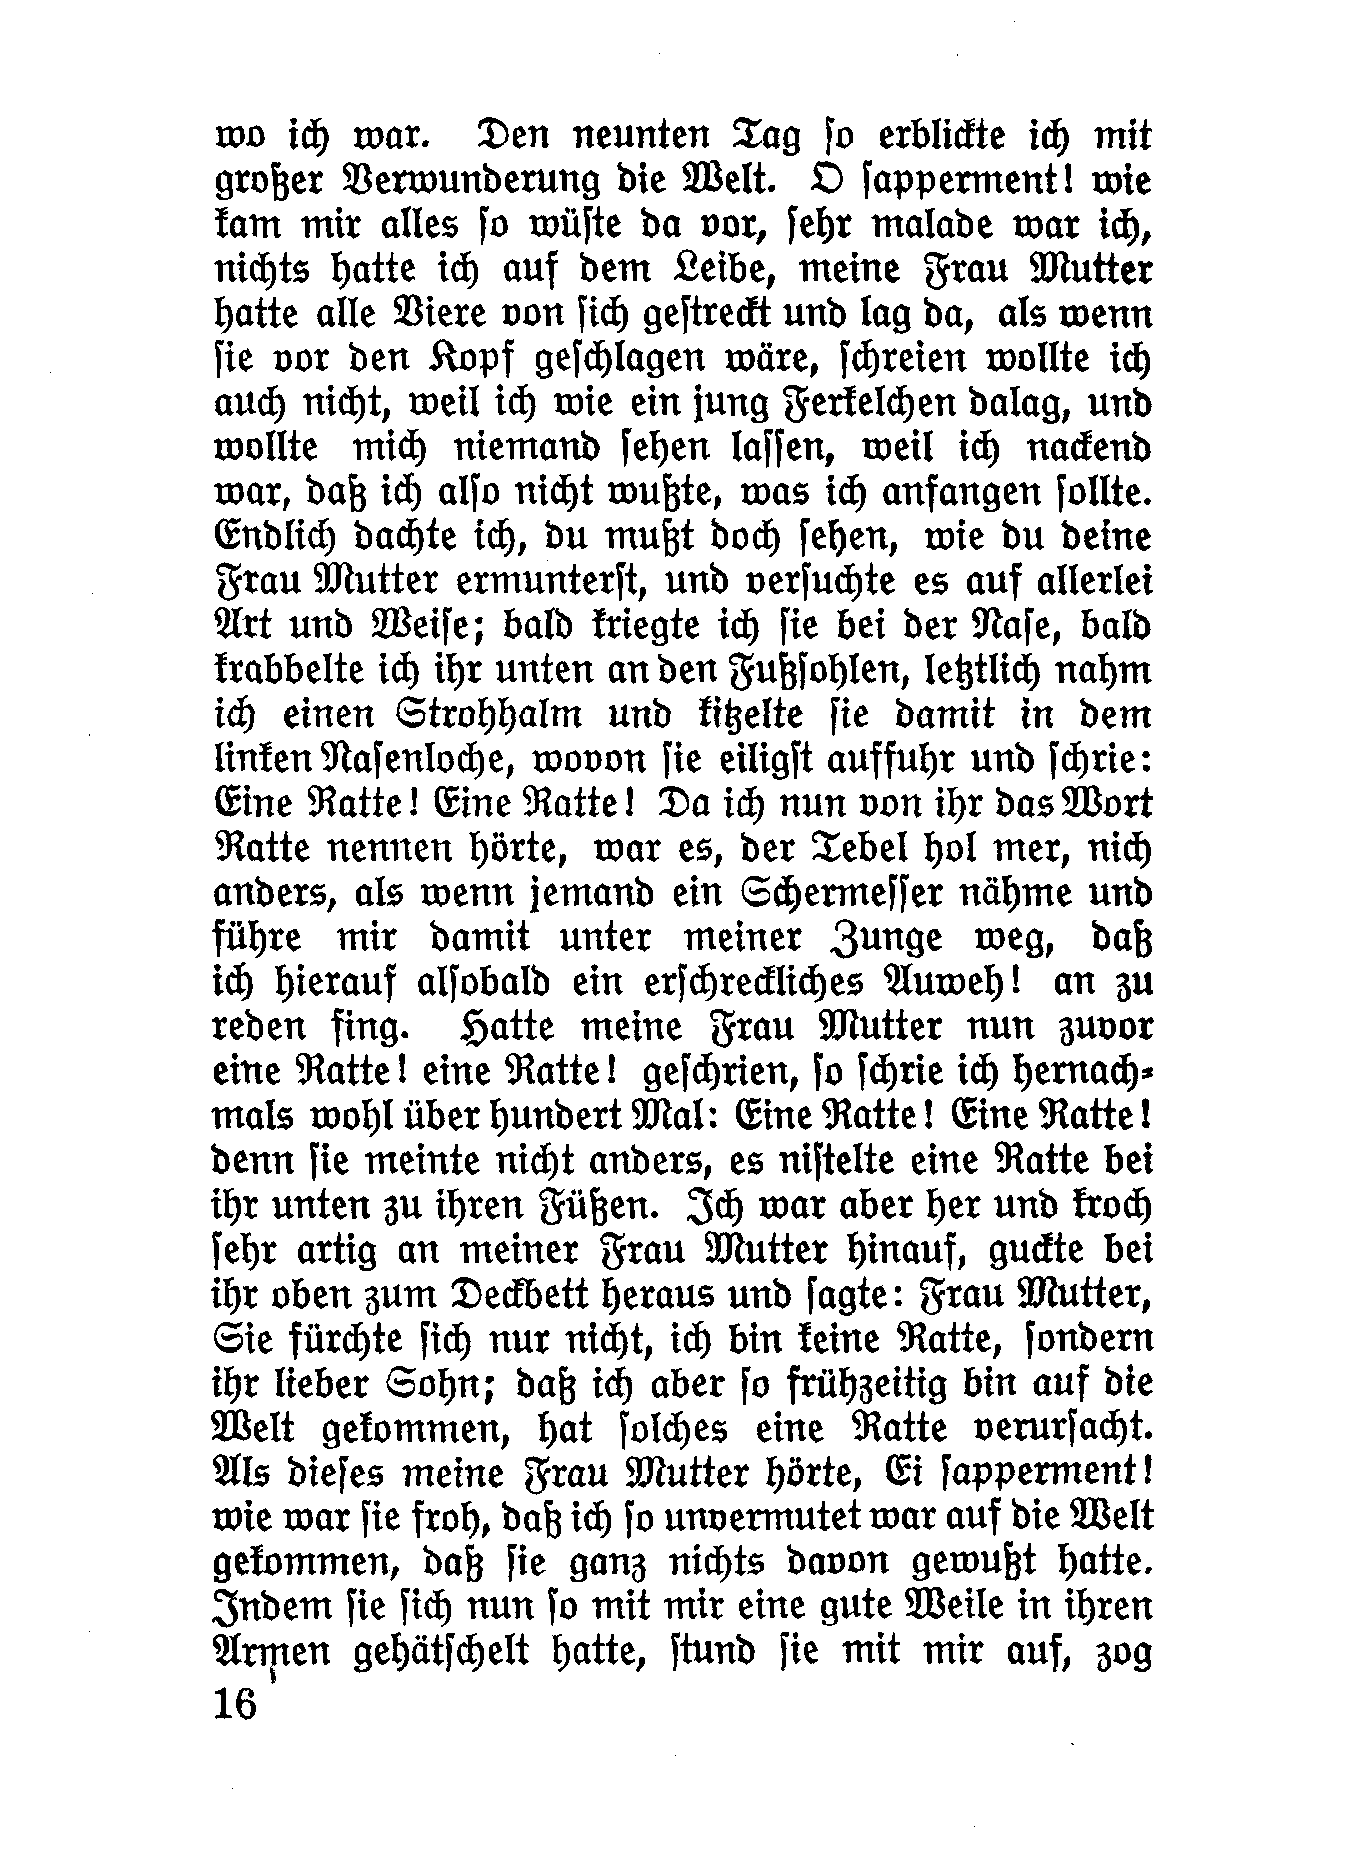 wo ich war. Den neunten Tag so erblickte ich mit
großer Verwunderung die Welt. O sapperment! wie
kam mir alles so wüste da vor, sehr malade war ich,
nichts hatte ich auf dem Leibe, meine Frau Mutter
hatte alle Viere von sich gestreckt und lag da, als wenn
sie vor den Kopf geschlagen wäre, schreien wollte ich
auch nicht, weil ich wie ein jung Ferkelchen dalag, und
wollte mich niemand sehen lassen, weil ich nackend
war, daß ich also nicht wußte, was ich anfangen sollte.
Endlich dachte ich, du mußt doch sehen, wie du deine
Frau Mutter ermunterst, und versuchte es auf allerlei
Art und Weise; bald kriegte ich sie bei der Nase, bald
krabbelte ich ihr unten an den Fußsohlen, letztlich nahm
ich einen Strohhalm und kitzelte sie damit in dem
linken Nasenloche, wovon sie eiligst auffuhr und schrie:
Eine Ratte! Eine Ratte! Da ich nun von ihr das Wort
Ratte nennen hörte, war es, der Tebel hol mer, nich
anders, als wenn jemand ein Schermesser nähme und
führe mir damit unter meiner Zunge weg, daß
ich hierauf alsobald ein erschreckliches Auweh! an zu
reden fing. Hatte meine Frau Mutter nun zuvor
eine Ratte! eine Ratte! geschrien, so schrie ich hernach-
mals wohl über hundert Mal: Eine Ratte! Eine Ratte!
denn sie meinte nicht anders, es nistelte eine Ratte bei
ihr unten zu ihren Füßen. Ich war aber her und kroch
sehr artig an meiner Frau Mutter hinauf, guckte bei
ihr oben zum Deckbett heraus und sagte: Frau Mutter,
Sie fürchte sich nur nicht, ich bin keine Ratte, sondern
ihr lieber Sohn; daß ich aber so frühzeitig bin auf die
Welt gekommen, hat solches eine Ratte verursacht.
Als dieses meine Frau Mutter hörte, Ei sapperment!
wie war sie froh, daß ich so unvermutet war auf die Welt
gekommen, daß sie ganz nichts davon gewußt hatte.
Indem sie sich nun so mit mir eine gute Weile in ihren
Armen gehätschelt hatte, stund sie mit mir auf, zog
16